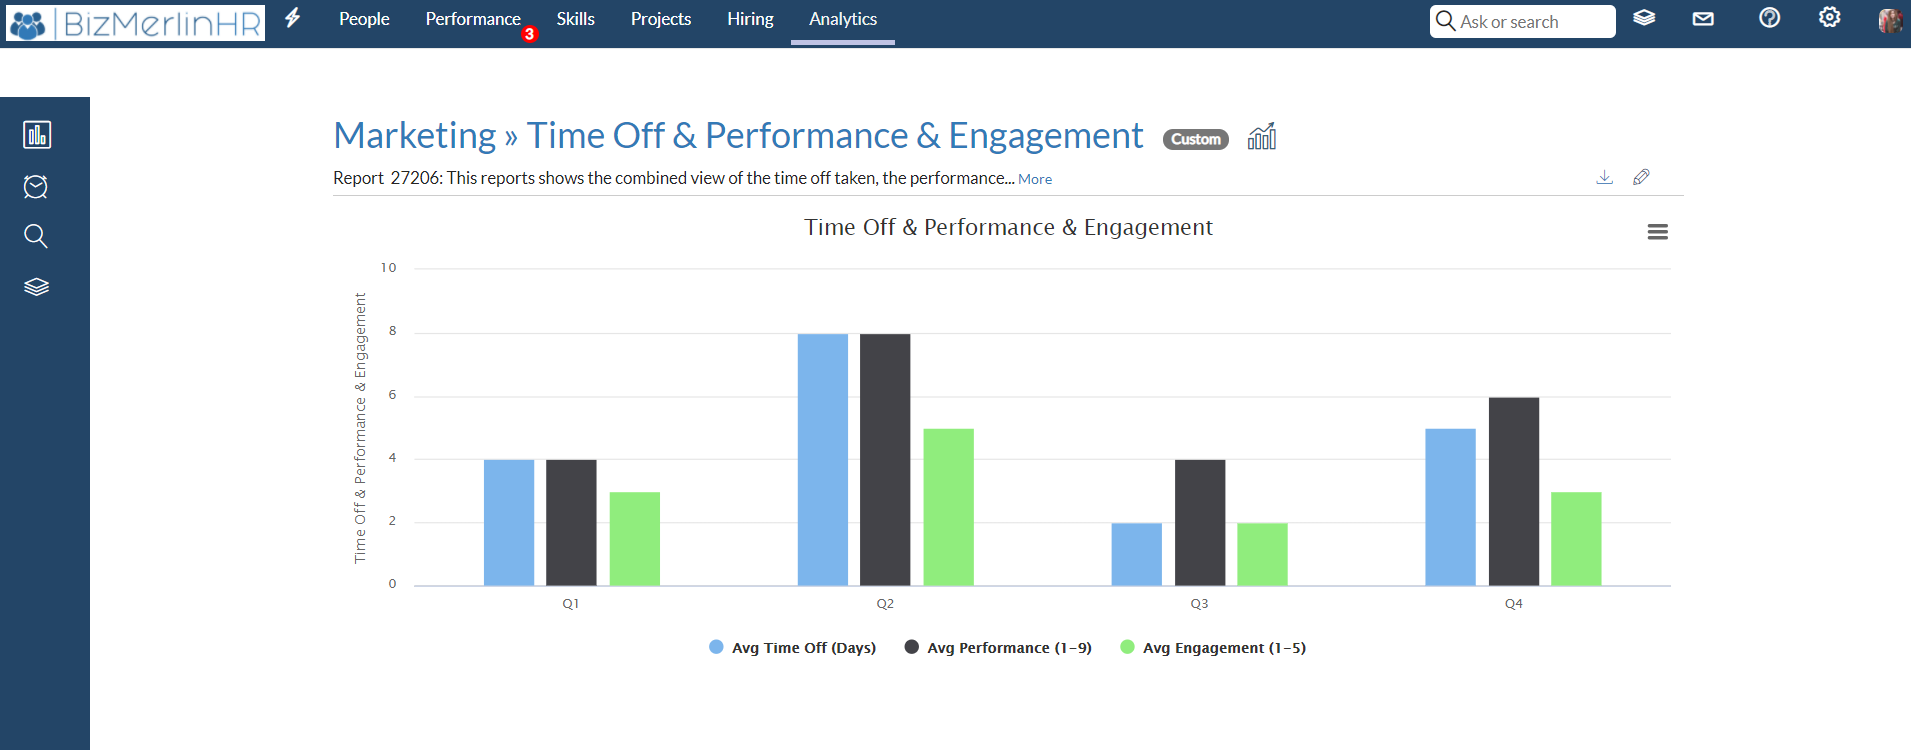 BizMerlinHR People Performance 3 Skills Projects Hiring Analytics Ask or search
Marketing » Time Off & Performance & Engagement Custom
Report 27206: This reports shows the combined view of the time off taken, the performance... More
Time Off & Performance & Engagement
Time Off & Performance & Engagement
10
8
6
4
2
0
Q1 Q2 Q3 Q4
Avg Time Off (Days) Avg Performance (1-9) Avg Engagement (1-5)